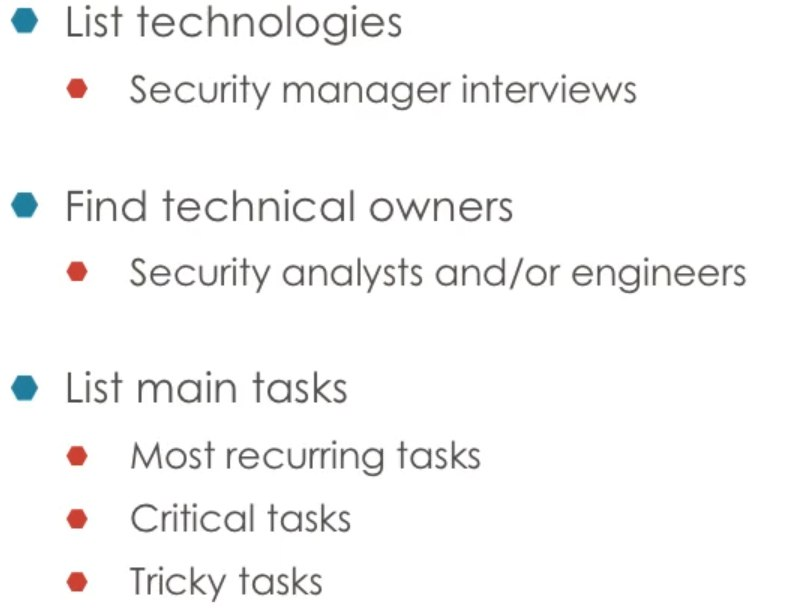 List technologies
Security manager interviews
Find technical owners
Security analysts and/or engineers
List main tasks
Most recurring tasks
Critical tasks
Tricky tasks